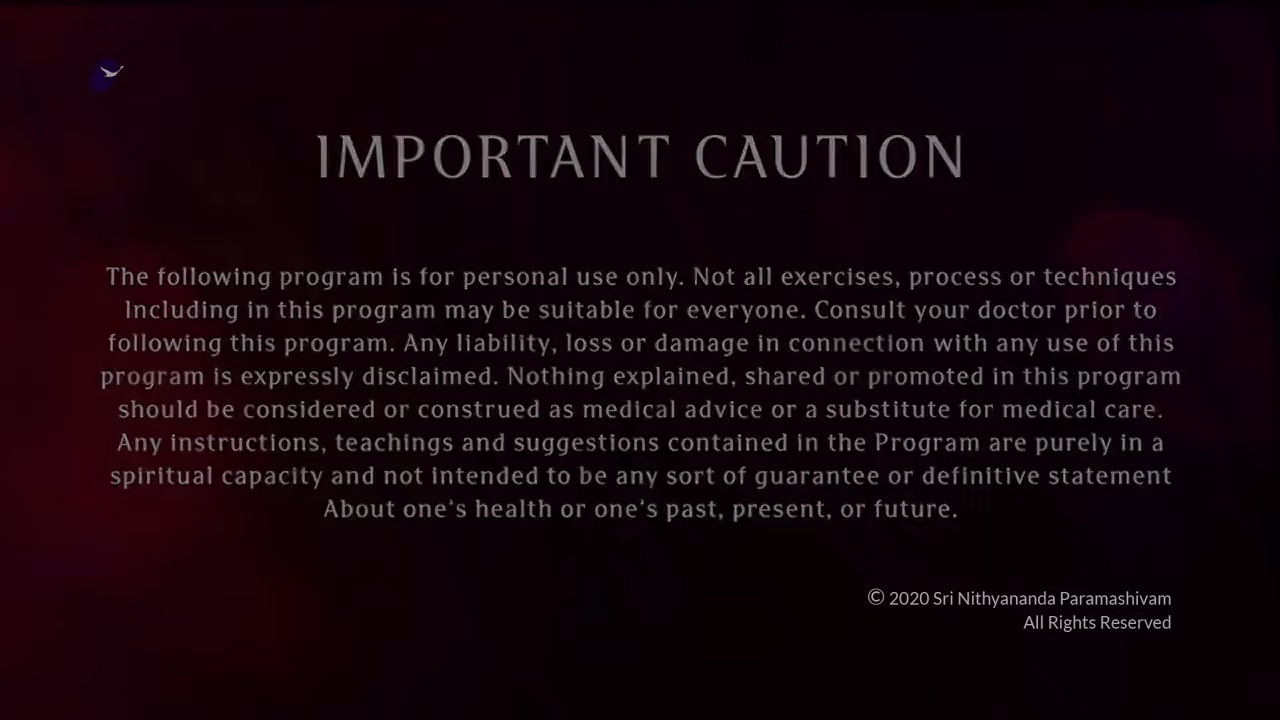 IMPORTANT CAUTION
The following program is for personal use only. Not all exercises, process or techniques
Including in this program may be suitable for everyone. Consult your doctor prior to
following this program. Any liability, loss or damage in connection with any use of this
program is expressly disclaimed. Nothing explained, shared or promoted in this program
should be considered or construed as medical advice or a substitute for medical care.
Any instructions, teachings and suggestions contained in the Program are purely in a
spiritual capacity and not intended to be any sort of guarantee or definitive statement
About one's health or one's past, present, or future.
© 2020 Sri Nithyananda Paramashivam
All Rights Reserved